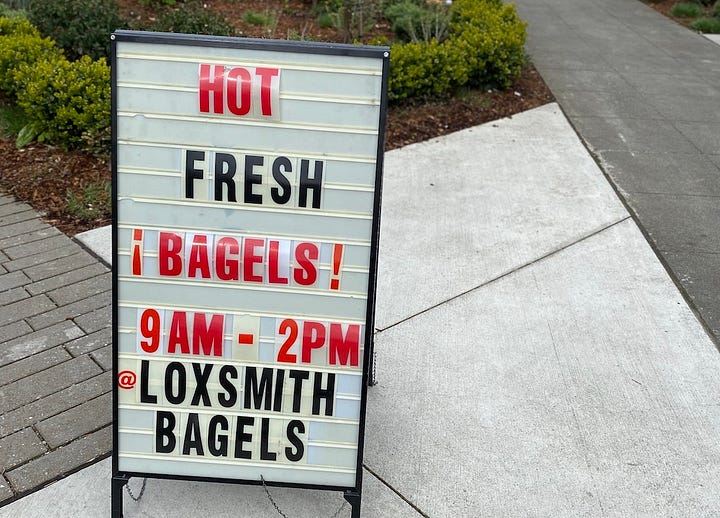 HOT
FRESH
¡BAGELS!
9AM - 2PM
@LOXSMITH
BAGELS